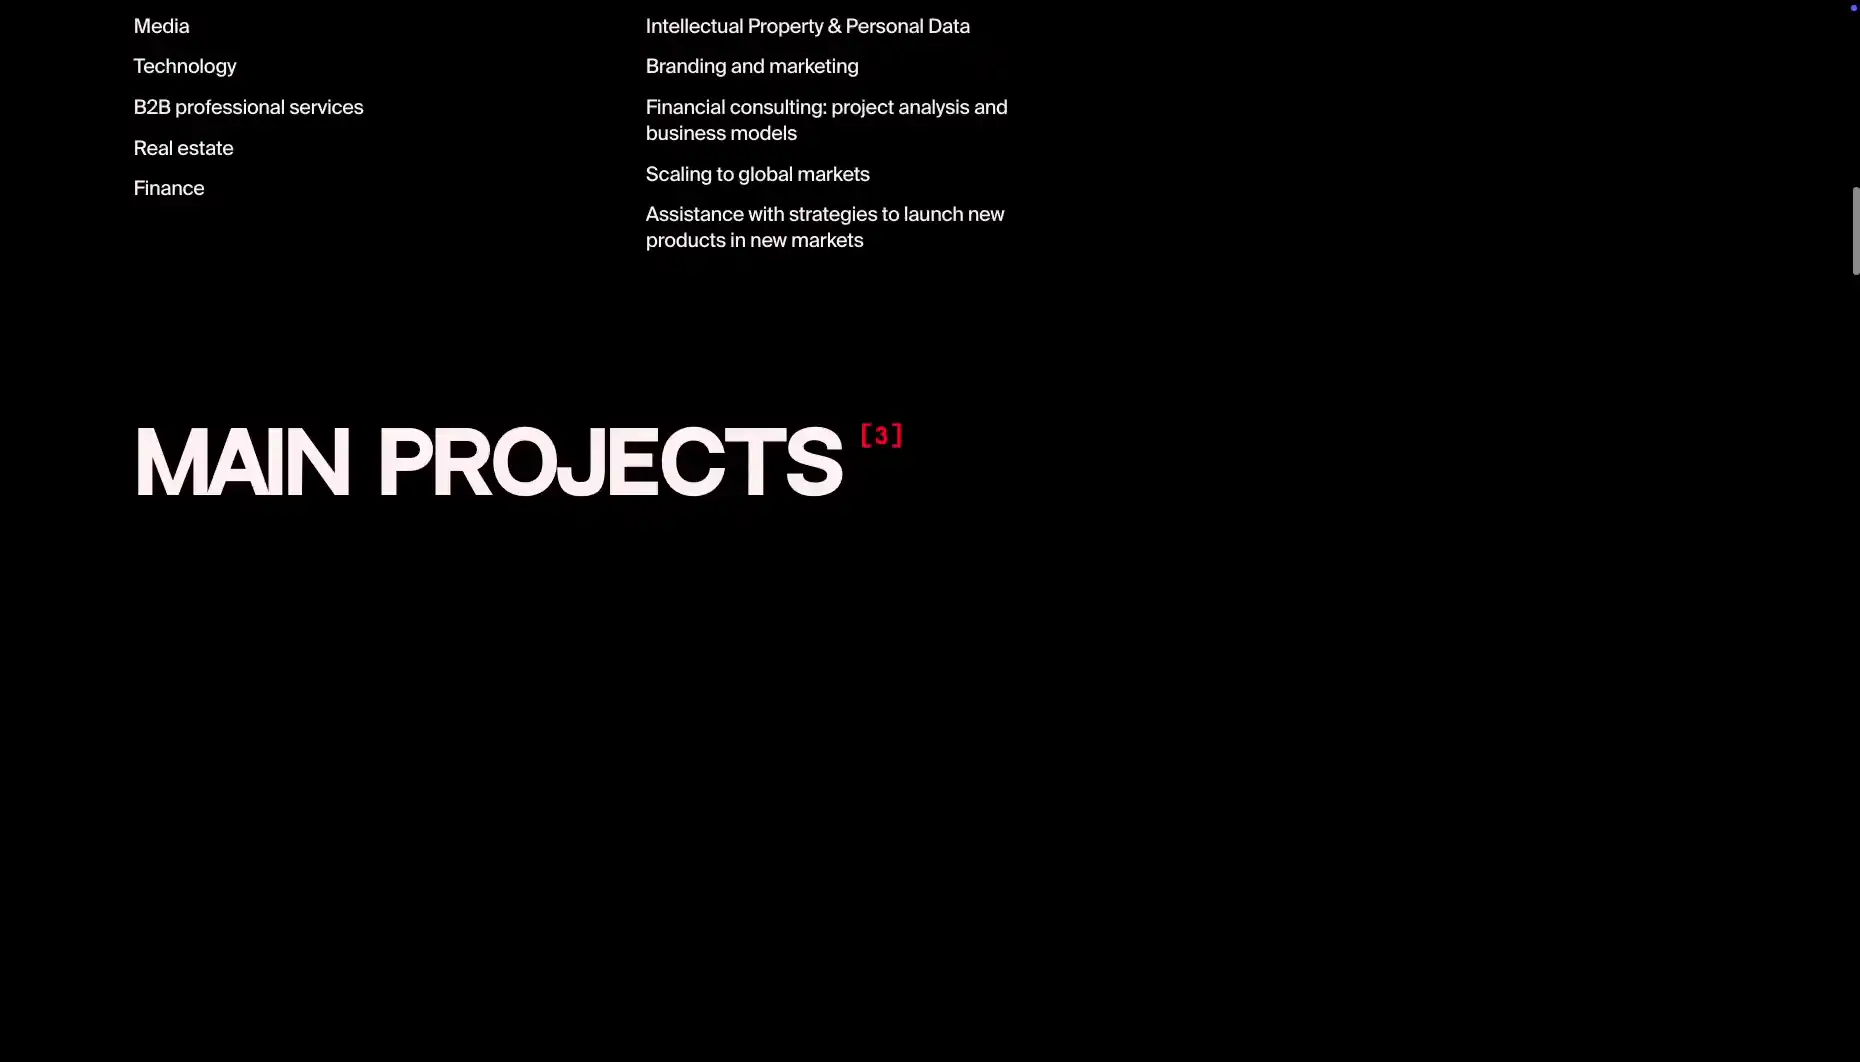 Media
Technology
B2B professional services
Real estate
Finance
Intellectual Property & Personal Data
Branding and marketing
Financial consulting: project analysis and
business models
Scaling to global markets
Assistance with strategies to launch new
products in new markets
MAIN PROJECTS [3]